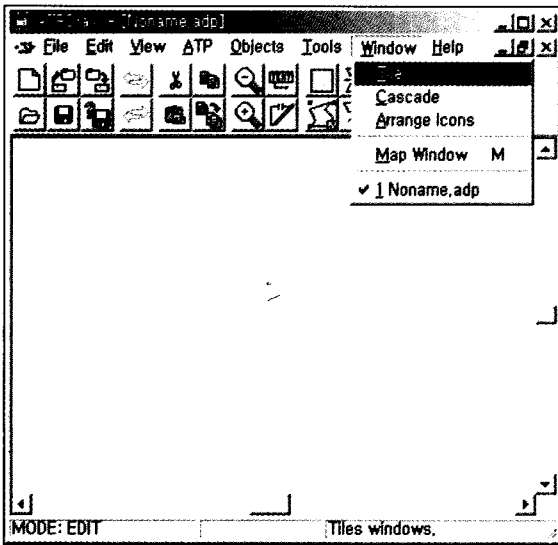 [Noname.adp]
File Edit View ATP Objects Tools Window Help
Cascade
Arrange Icons
Map Window M
✔ 1 Noname,adp
MODE: EDIT Tiles windows,